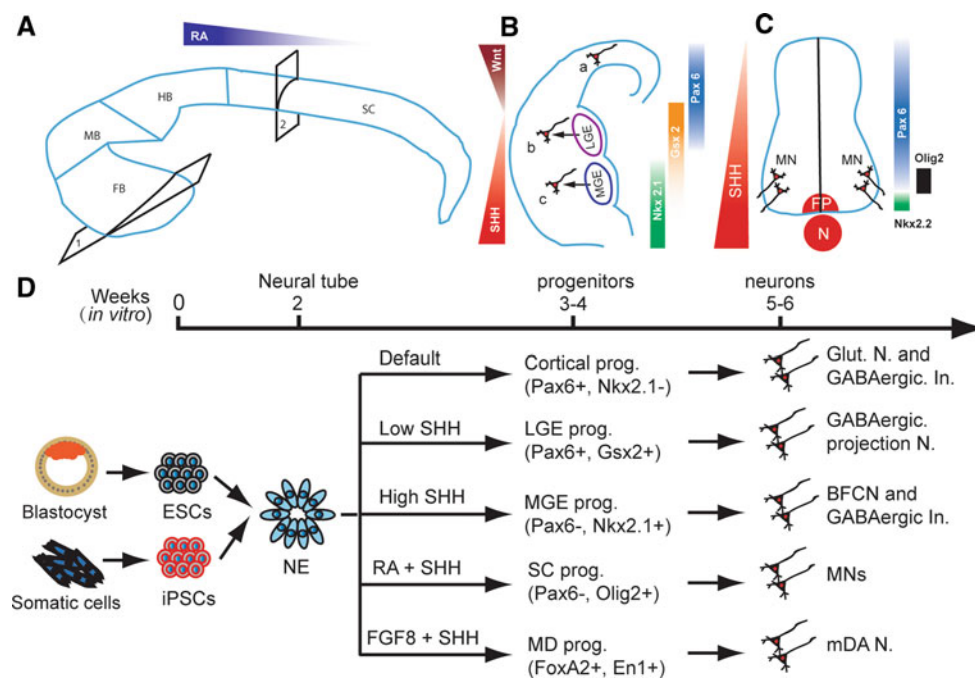 A
RA
HB
MB
FB
SC
1
2
B
Wnt
SHH
a
b
c
LGE
MGE
Nkx 2.1
Gsx 2
Pax 6
C
SHH
MN
MN
FP
N
Pax 6
Olig2
Nkx2.2
D
Weeks
(in vitro)
0
Neural tube
2
progenitors
3-4
neurons
5-6
Blastocyst
ESCs
Somatic cells
iPSCs
NE
Default
Cortical prog.
(Pax6+, Nkx2.1-)
Glut. N. and
GABAergic. In.
Low SHH
LGE prog.
(Pax6+, Gsx2+)
GABAergic.
projection N.
High SHH
MGE prog.
(Pax6-, Nkx2.1+)
BFCN and
GABAergic In.
RA + SHH
SC prog.
(Pax6-, Olig2+)
MNs
FGF8 + SHH
MD prog.
(FoxA2+, En1+)
mDA N.